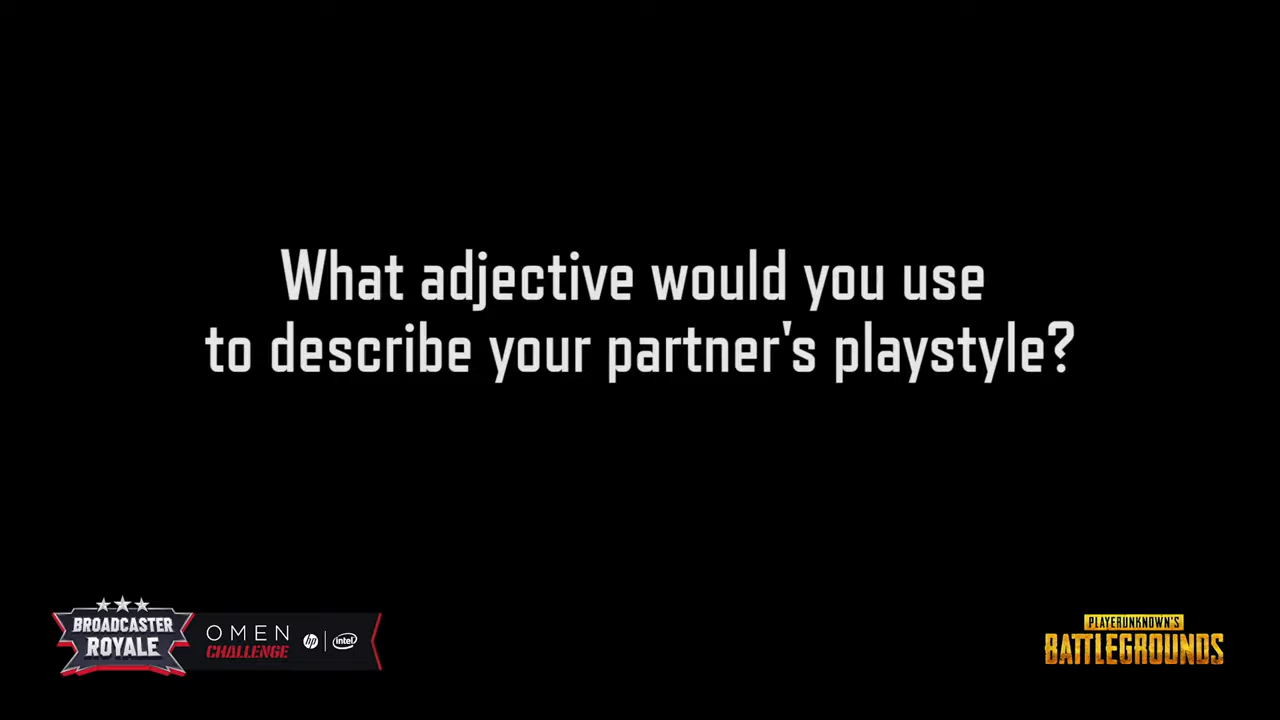 What adjective would you use
to describe your partner's playstyle?
BROADCASTER
ROYALE
OMEN
CHALLENGE
hp
intel
PLAYERUNKNOWN'S
BATTLEGROUNDS